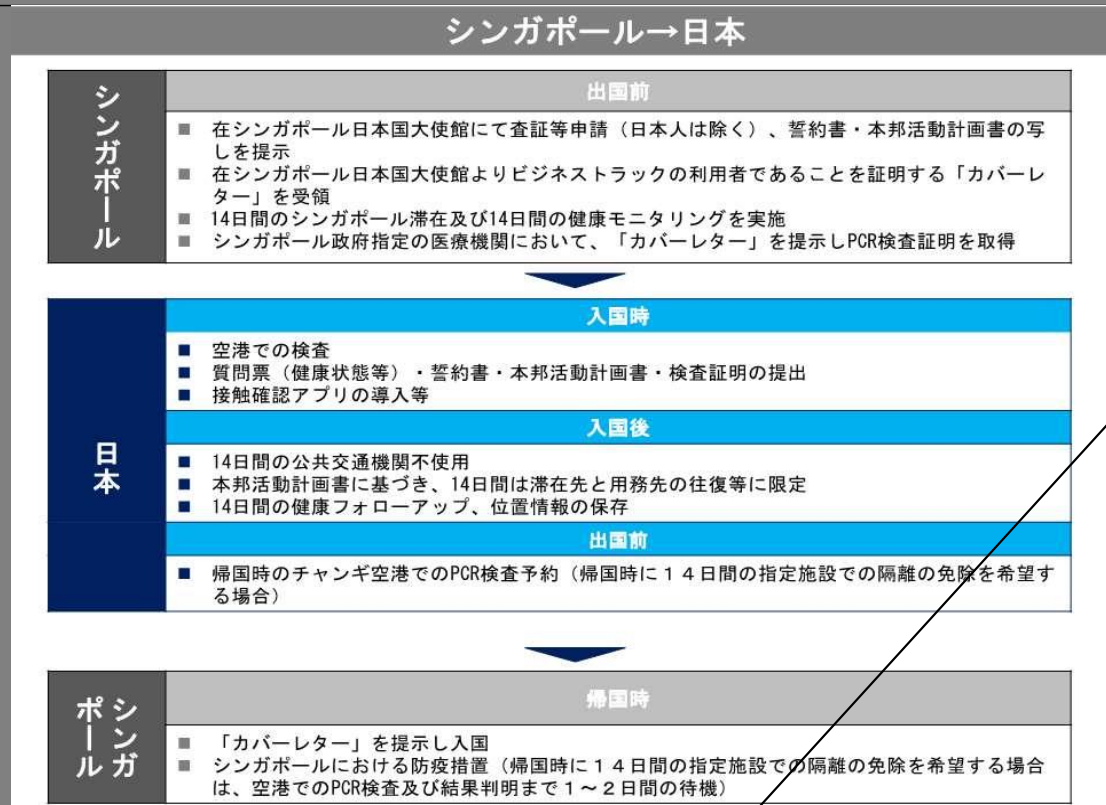 シンガポール→日本
シンガポール
出国前
■ 在シンガポール日本国大使館にて査証等申請（日本人は除く）、誓約書・本邦活動計画書の写
しを提示
■ 在シンガポール日本国大使館よりビジネストラックの利用者であることを証明する「カバーレ
ター」を受領
■ 14日間のシンガポール滞在及び14日間の健康モニタリングを実施
■ シンガポール政府指定の医療機関において、「カバーレター」を提示しPCR検査証明を取得
日本
入国時
■ 空港での検査
■ 質問票（健康状態等）・誓約書・本邦活動計画書・検査証明の提出
■ 接触確認アプリの導入等
入国後
■ 14日間の公共交通機関不使用
■ 本邦活動計画書に基づき、14日間は滞在先と用務先の往復等に限定
■ 14日間の健康フォローアップ、位置情報の保存
出国前
■ 帰国時のチャンギ空港でのPCR検査予約（帰国時に１４日間の指定施設での隔離の免除を希望す
る場合）
シンガ
ポール
帰国時
■ 「カバーレター」を提示し入国
■ シンガポールにおける防疫措置（帰国時に１４日間の指定施設での隔離の免除を希望する場合
は、空港でのPCR検査及び結果判明まで１～２日間の待機）